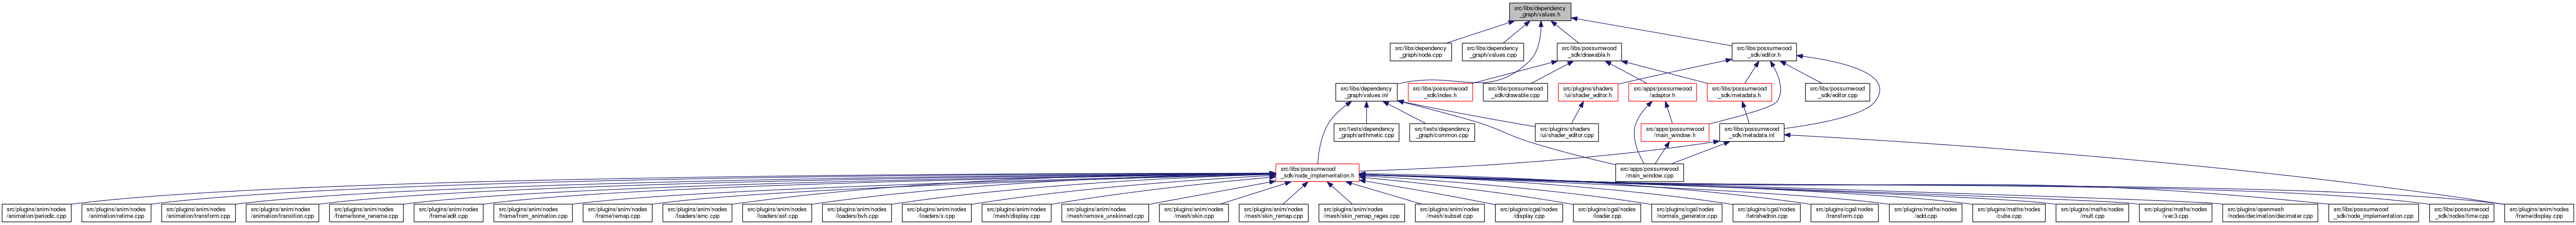 src/libs/dependency
_graph/values.h
src/libs/dependency
_graph/node.cpp
src/libs/dependency
_graph/values.cpp
src/libs/possumwood
_sdk/drawable.h
src/libs/possumwood
_sdk/editor.h
src/libs/dependency
_graph/values.inl
src/libs/possumwood
_sdk/index.h
src/libs/possumwood
_sdk/drawable.cpp
src/plugins/shaders
/ui/shader_editor.h
src/apps/possumwood
/adaptor.h
src/libs/possumwood
_sdk/metadata.h
src/libs/possumwood
_sdk/editor.cpp
src/tests/dependency
_graph/arithmetic.cpp
src/tests/dependency
_graph/common.cpp
src/plugins/shaders
/ui/shader_editor.cpp
src/apps/possumwood
/main_window.h
src/libs/possumwood
_sdk/metadata.inl
src/libs/possumwood
_sdk/node_implementation.h
src/apps/possumwood
/main_window.cpp
src/plugins/anim/nodes
/animation/periodic.cpp
src/plugins/anim/nodes
/animation/retime.cpp
src/plugins/anim/nodes
/animation/transform.cpp
src/plugins/anim/nodes
/animation/transition.cpp
src/plugins/anim/nodes
/frame/bone_rename.cpp
src/plugins/anim/nodes
/frame/edit.cpp
src/plugins/anim/nodes
/frame/from_animation.cpp
src/plugins/anim/nodes
/frame/remap.cpp
src/plugins/anim/nodes
/loaders/amc.cpp
src/plugins/anim/nodes
/loaders/asf.cpp
src/plugins/anim/nodes
/loaders/bvh.cpp
src/plugins/anim/nodes
/loaders/x.cpp
src/plugins/anim/nodes
/mesh/display.cpp
src/plugins/anim/nodes
/mesh/remove_unskinned.cpp
src/plugins/anim/nodes
/mesh/skin.cpp
src/plugins/anim/nodes
/mesh/skin_remap.cpp
src/plugins/anim/nodes
/mesh/skin_remap_regex.cpp
src/plugins/anim/nodes
/mesh/subset.cpp
src/plugins/cgal/nodes
/display.cpp
src/plugins/cgal/nodes
/loader.cpp
src/plugins/cgal/nodes
/normals_generator.cpp
src/plugins/cgal/nodes
/tetrahedron.cpp
src/plugins/cgal/nodes
/transform.cpp
src/plugins/maths/nodes
/add.cpp
src/plugins/maths/nodes
/cube.cpp
src/plugins/maths/nodes
/mult.cpp
src/plugins/maths/nodes
/vec3.cpp
src/plugins/openmesh
/nodes/decimation/decimater.cpp
src/libs/possumwood
_sdk/node_implementation.cpp
src/libs/possumwood
_sdk/nodes/time.cpp
src/plugins/anim/nodes
/frame/display.cpp